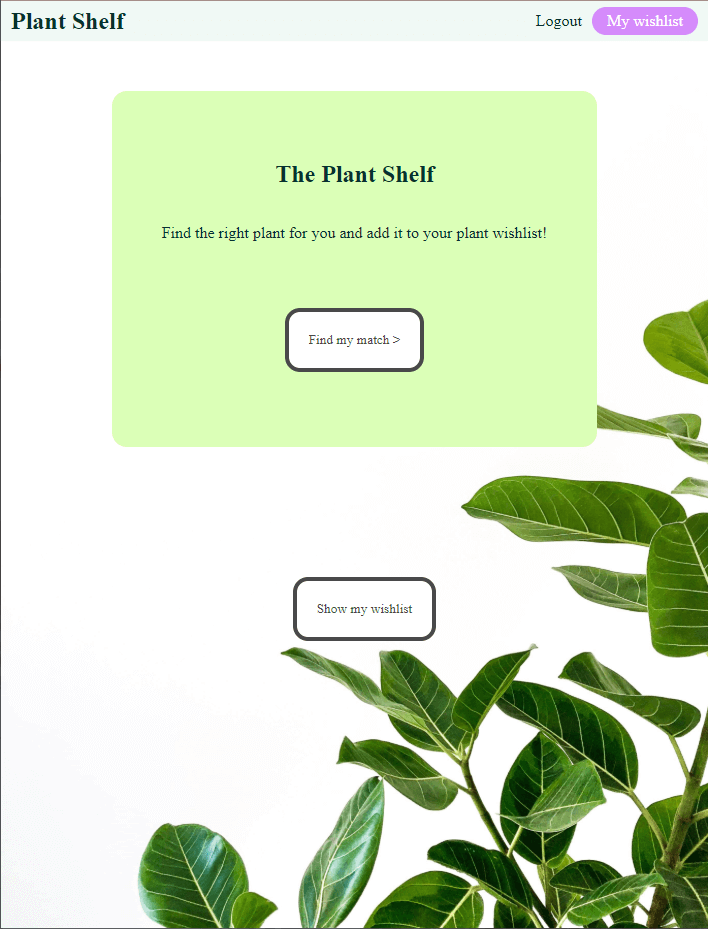 Plant Shelf
Logout
My wishlist
The Plant Shelf
Find the right plant for you and add it to your plant wishlist!
Find my match >
Show my wishlist